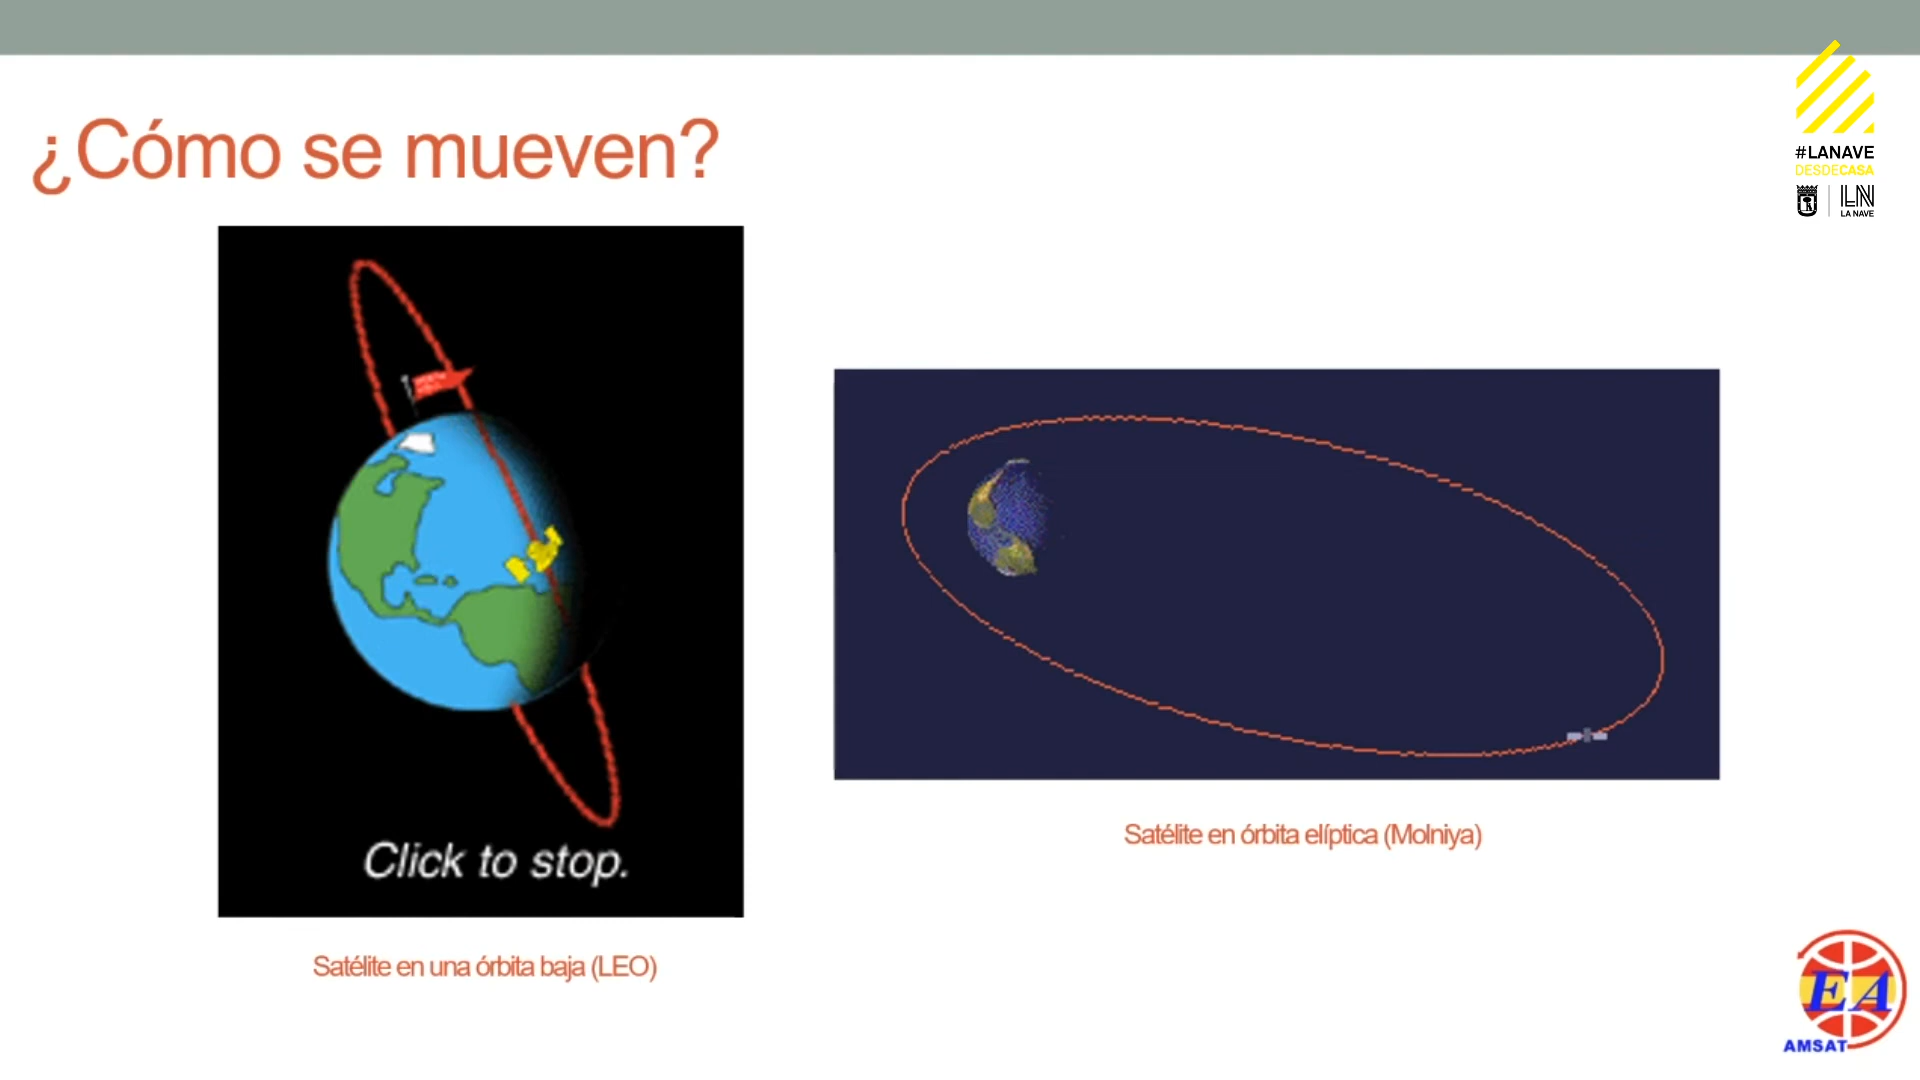 ¿Cómo se mueven?
#LANAVE
DESDECASA
LN
LA NAVE
Click to stop.
Satélite en órbita elíptica (Molniya)
Satélite en una órbita baja (LEO)
EA
AMSAT